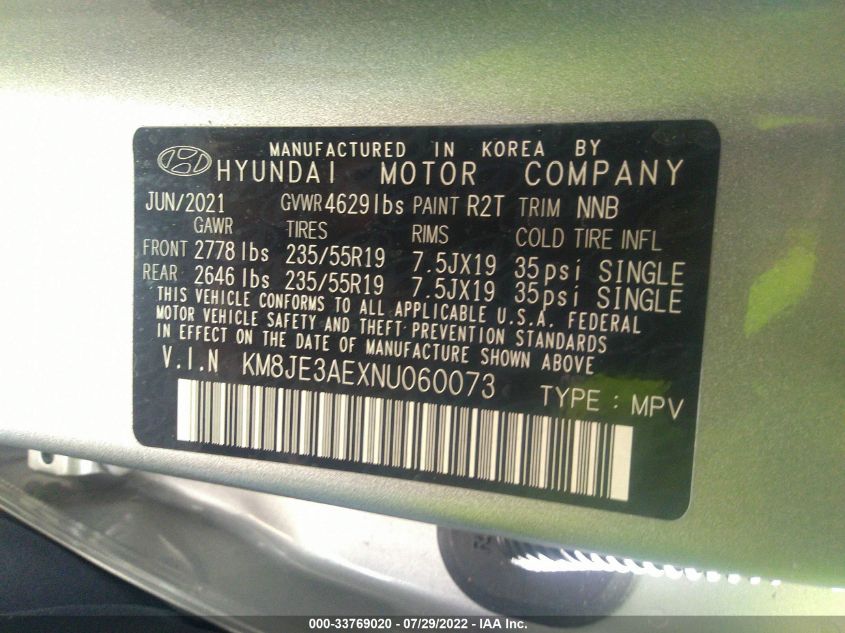 MANUFACTURED IN KOREA BY
HYUNDAI MOTOR COMPANY
JUN/2021 GVWR 4629 lbs PAINT R2T TRIM NNB
GAWR TIRES RIMS COLD TIRE INFL
FRONT 2778 lbs 235/55R19 7.5JX19 35psi SINGLE
REAR 2646 lbs 235/55R19 7.5JX19 35psi SINGLE
THIS VEHICLE CONFORMS TO ALL APPLICABLE U.S.A. FEDERAL
MOTOR VEHICLE SAFETY AND THEFT PREVENTION STANDARDS
IN EFFECT ON THE DATE OF MANUFACTURE SHOWN ABOVE
V.I.N KM8JE3AEXNU060073 TYPE : MPV
000-33769020 - 07/29/2022 - IAA Inc.